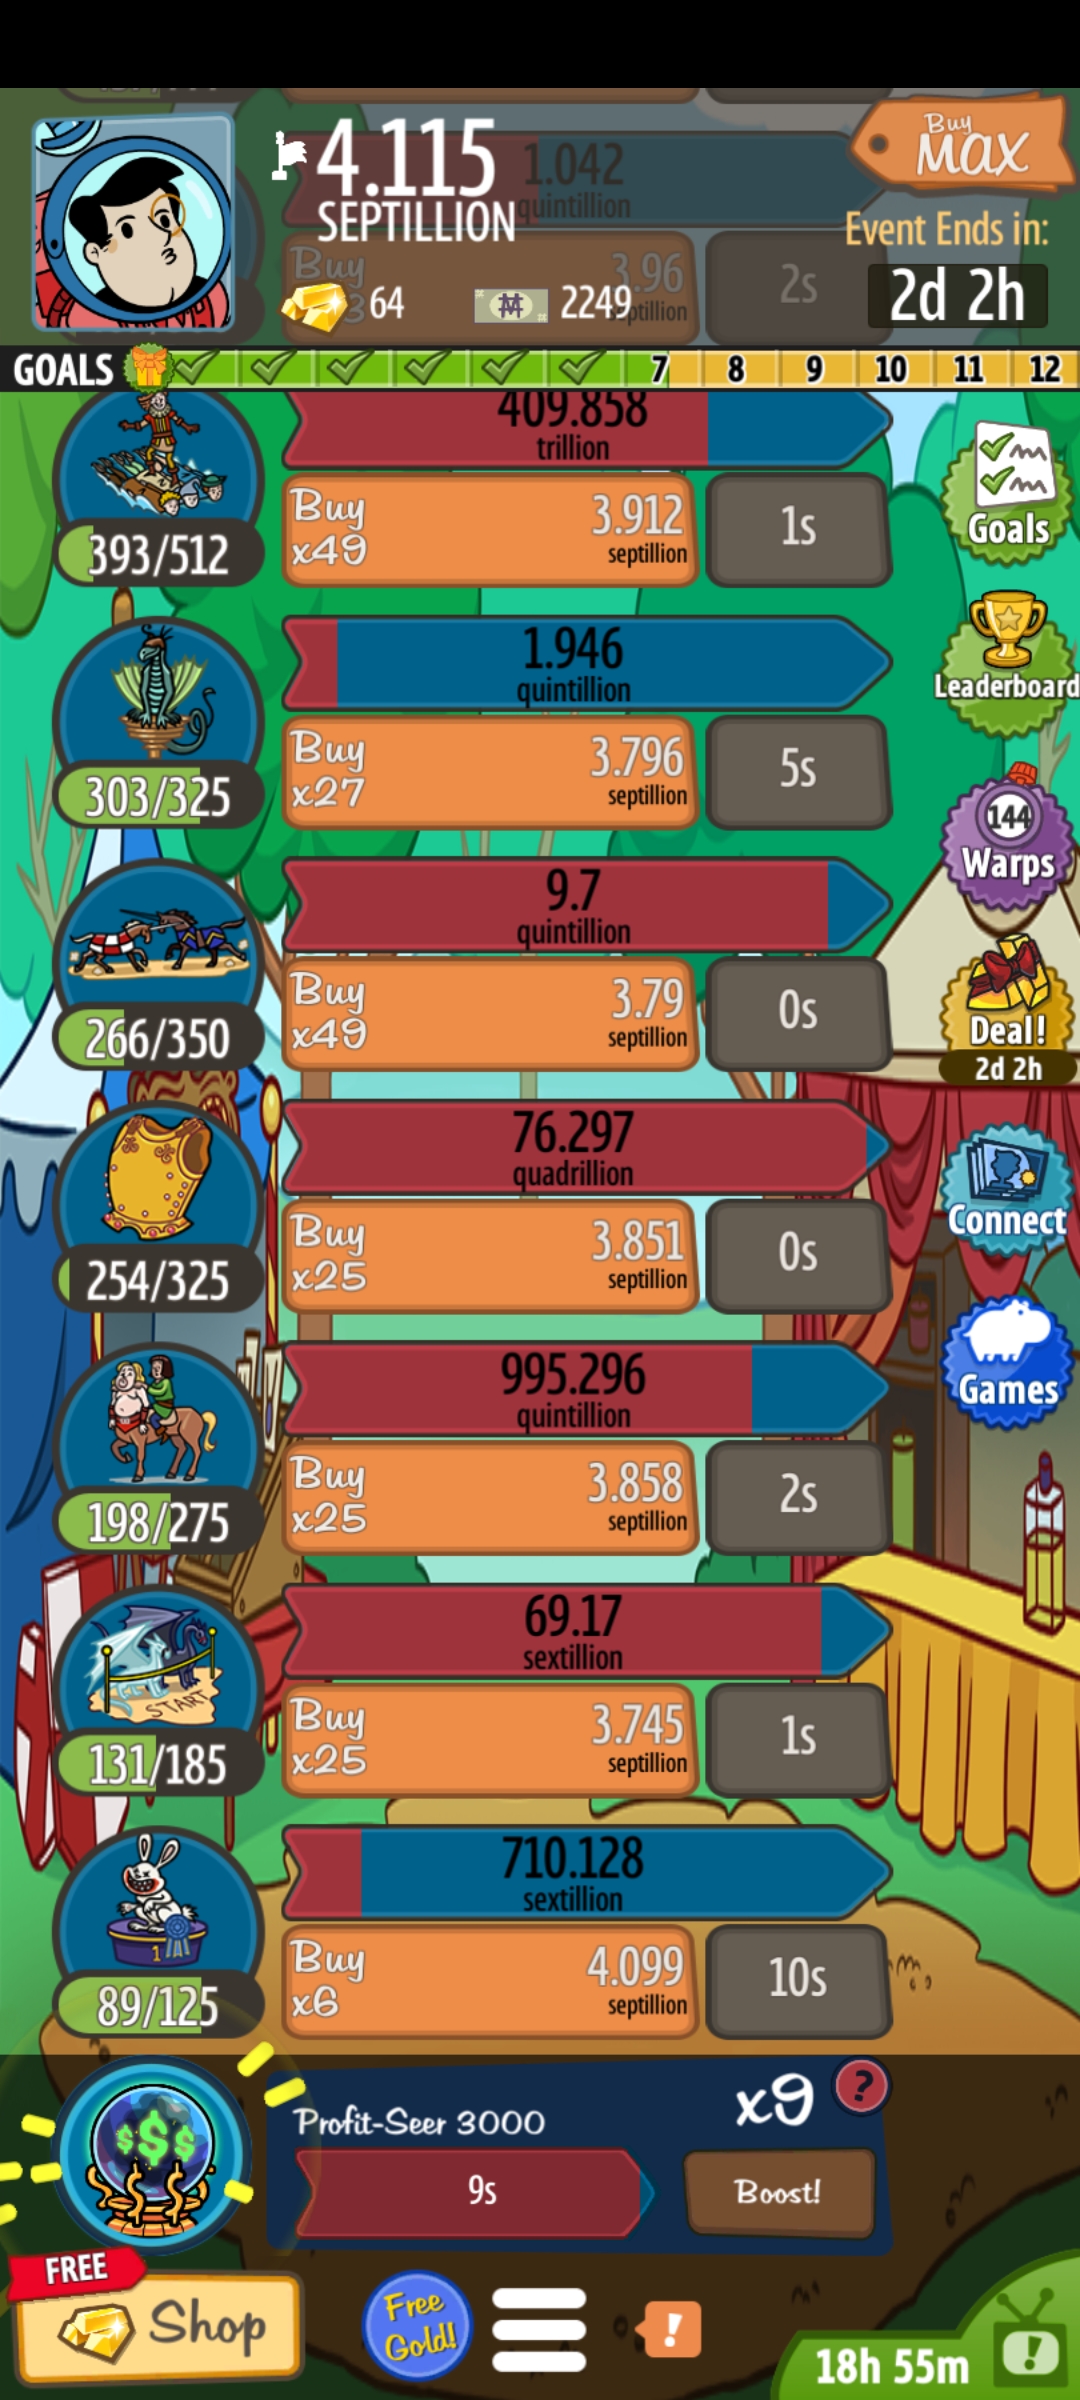 4.115
SEPTILLION
64
2249
Buy
MAX
Event Ends in:
2d 2h
1.042
quintillion
Buy
3.96
septillion
2s
GOALS
7 8 9 10 11 12
409.858
trillion
393/512
Buy
x49
3.912
septillion
1s
Goals
1.946
quintillion
303/325
Buy
x27
3.796
septillion
5s
Leaderboard
9.7
quintillion
266/350
Buy
x49
3.79
septillion
0s
144
Warps
Deal!
2d 2h
76.297
quadrillion
254/325
Buy
x25
3.851
septillion
0s
Connect
995.296
quintillion
198/275
Buy
x25
3.858
septillion
2s
Games
69.17
sextillion
START
131/185
Buy
x25
3.745
septillion
1s
710.128
sextillion
1
89/125
Buy
x6
4.099
septillion
10s
$$$
Profit-Seer 3000
x9
?
9s
Boost!
FREE
Shop
Free
Gold!
!
18h 55m
!